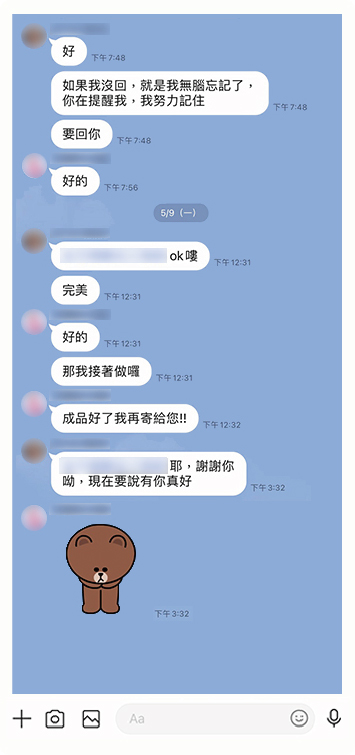 好
下午7:48
如果我沒回，就是我無腦忘記了，
你在提醒我，我努力記住
下午7:48
要回你
下午7:48
好的
下午7:56
5/9（一）
ok嘍
下午12:31
完美
下午12:31
好的
下午12:31
那我接著做囉
下午12:31
成品好了我再寄給您!!
下午12:32
耶，謝謝你
呦，現在要說有你真好
下午3:32
下午3:32
Aa